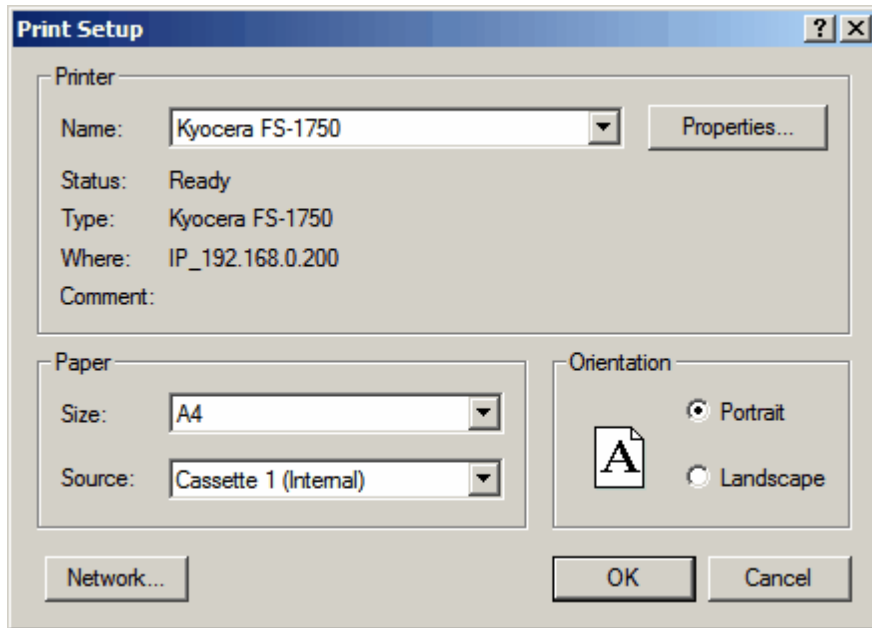 Print Setup
Printer
Name: Kyocera FS-1750 Properties...
Status: Ready
Type: Kyocera FS-1750
Where: IP_192.168.0.200
Comment:
Paper
Size: A4
Source: Cassette 1 (Internal)
Orientation
A
Portrait
Landscape
Network... OK Cancel